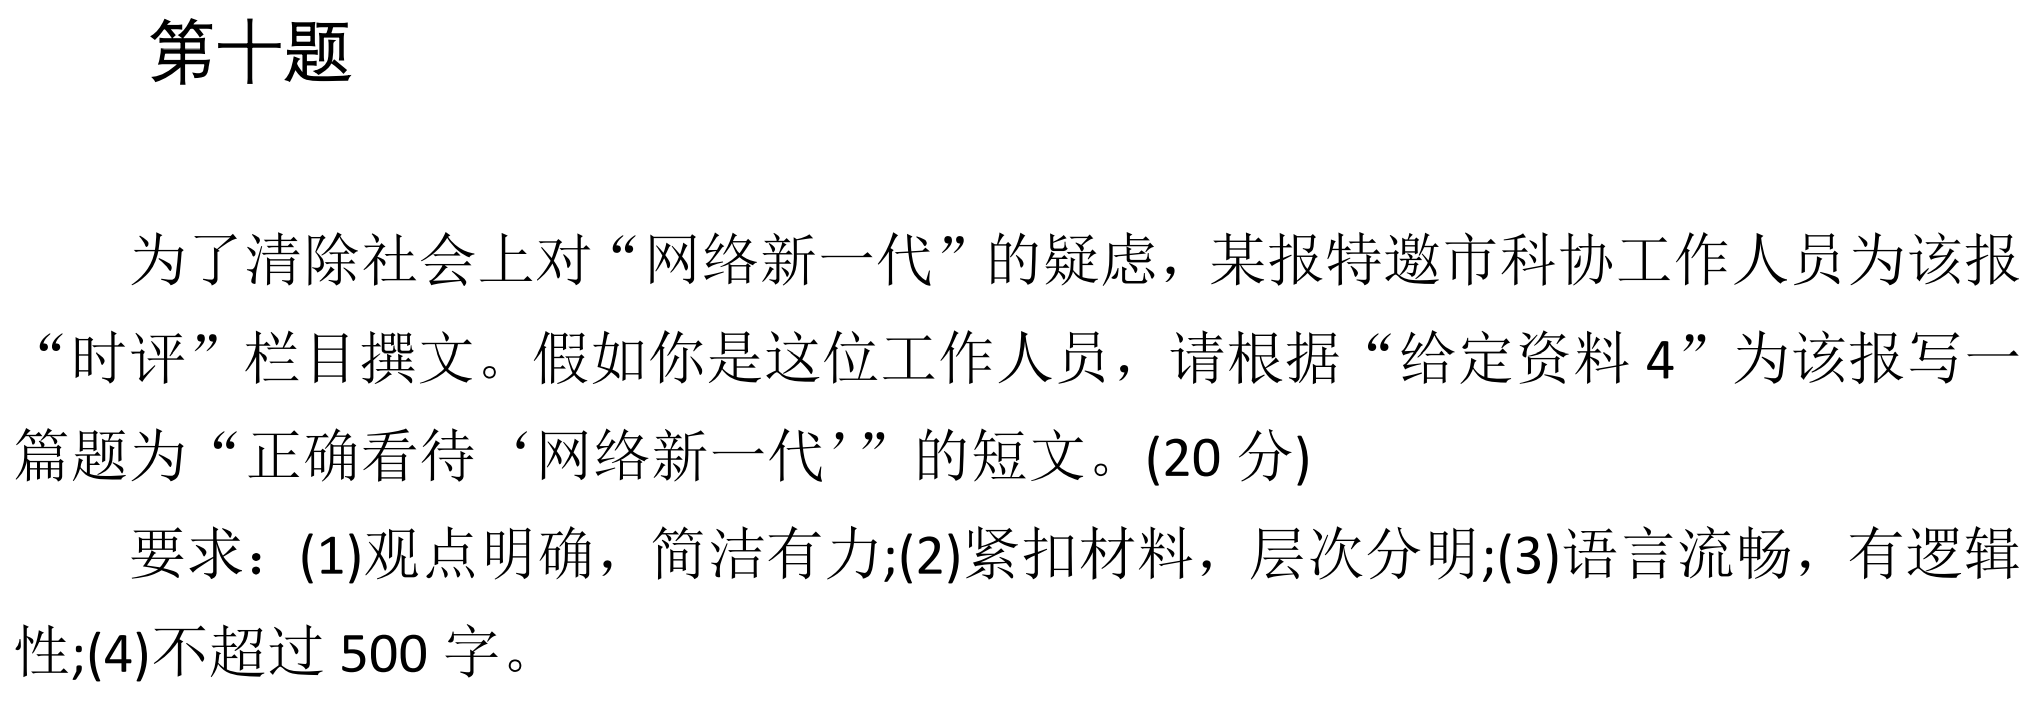 第十题
为了清除社会上对“网络新一代”的疑虑，某报特邀市科协工作人员为该报
“时评”栏目撰文。假如你是这位工作人员，请根据“给定资料 4”为该报写一
篇题为“正确看待‘网络新一代’”的短文。(20 分)
要求：(1)观点明确，简洁有力;(2)紧扣材料，层次分明;(3)语言流畅，有逻辑
性;(4)不超过 500 字。